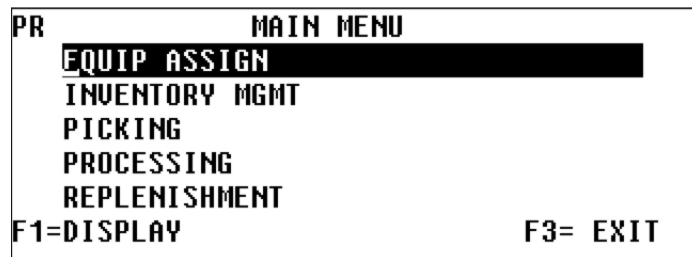 PR MAIN MENU
EQUIP ASSIGN
INVENTORY MGMT
PICKING
PROCESSING
REPLENISHMENT
F1=DISPLAY F3= EXIT